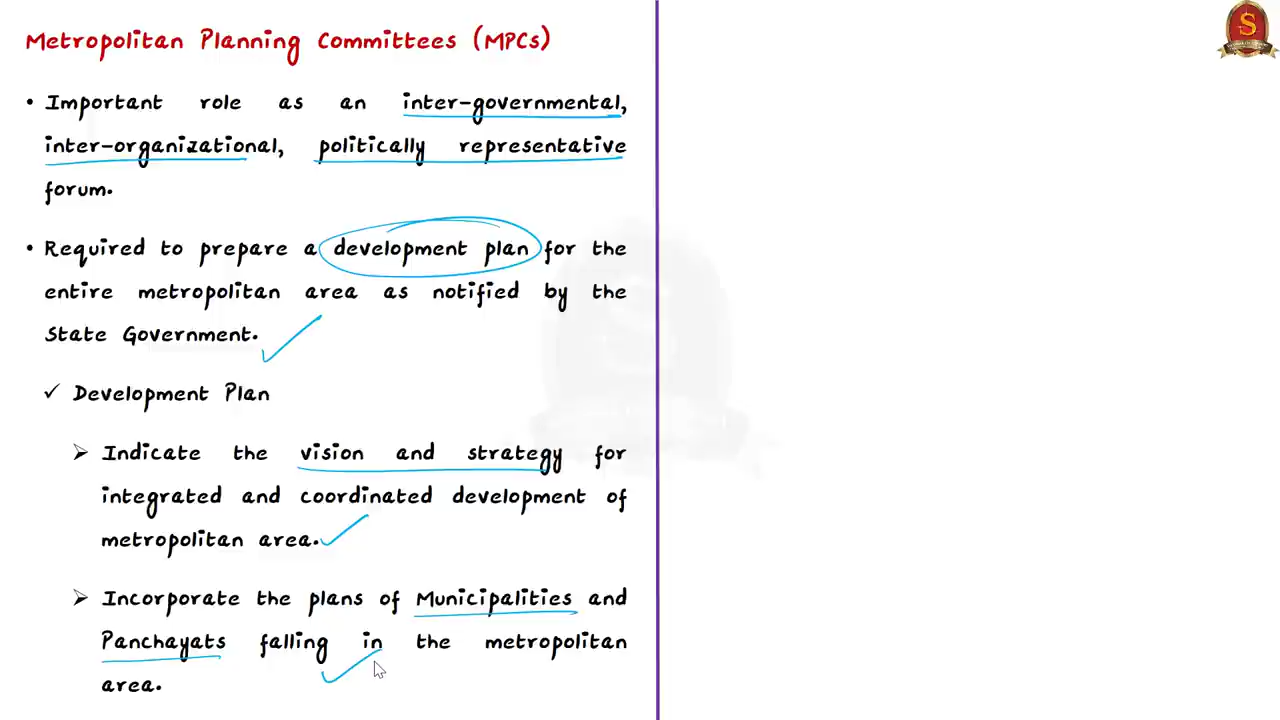 Metropolitan Planning Committees (MPCs)
• Important role as an inter-governmental,
inter-organizational, politically representative
forum.
• Required to prepare a development plan for the
entire metropolitan area as notified by the
State Government.
✓ Development Plan
➢ Indicate the vision and strategy for
integrated and coordinated development of
metropolitan area.
➢ Incorporate the plans of Municipalities and
Panchayats falling in the metropolitan
area.
S